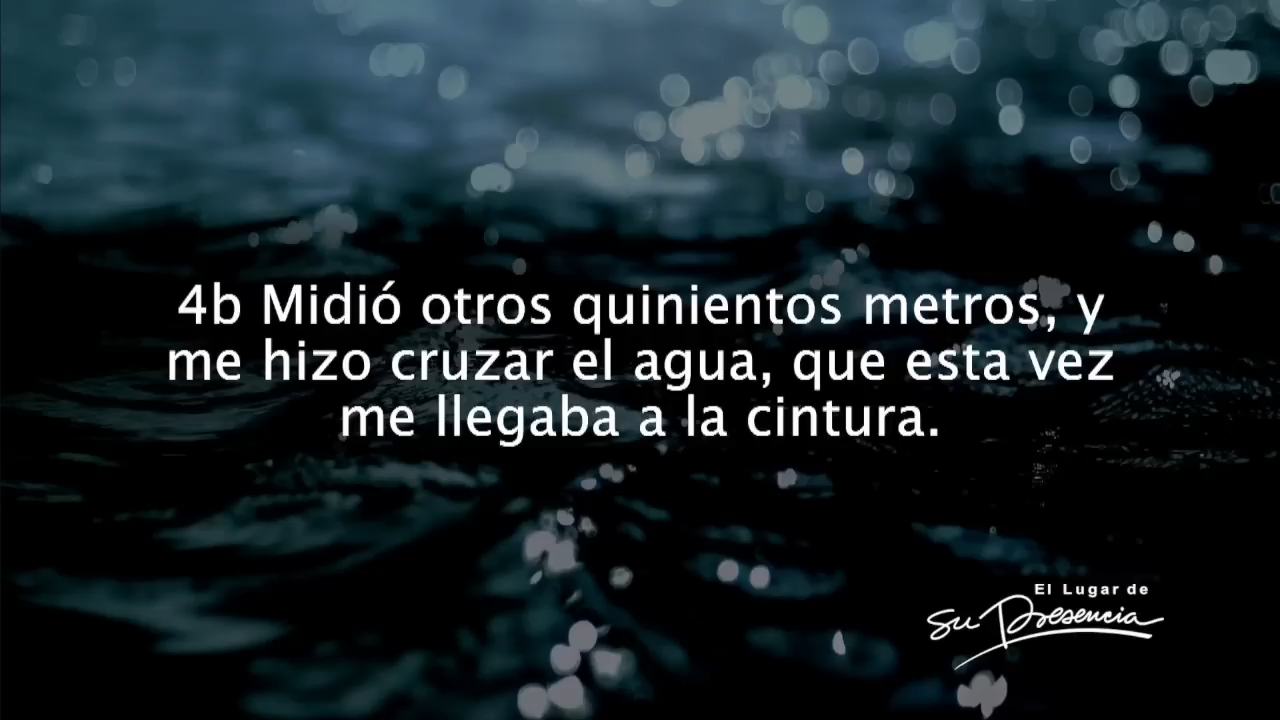 4b Midió otros quinientos metros, y
me hizo cruzar el agua, que esta vez
me llegaba a la cintura.
El Lugar de
Su Presencia